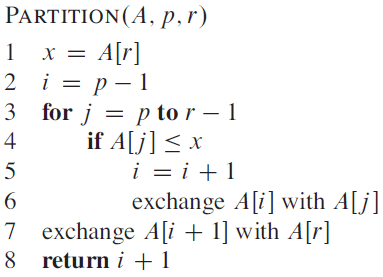 PARTITION(A, p, r)
1 x = A[r]
2 i = p − 1
3 for j = p to r − 1
4 if A[j] ≤ x
5 i = i + 1
6 exchange A[i] with A[j]
7 exchange A[i + 1] with A[r]
8 return i + 1